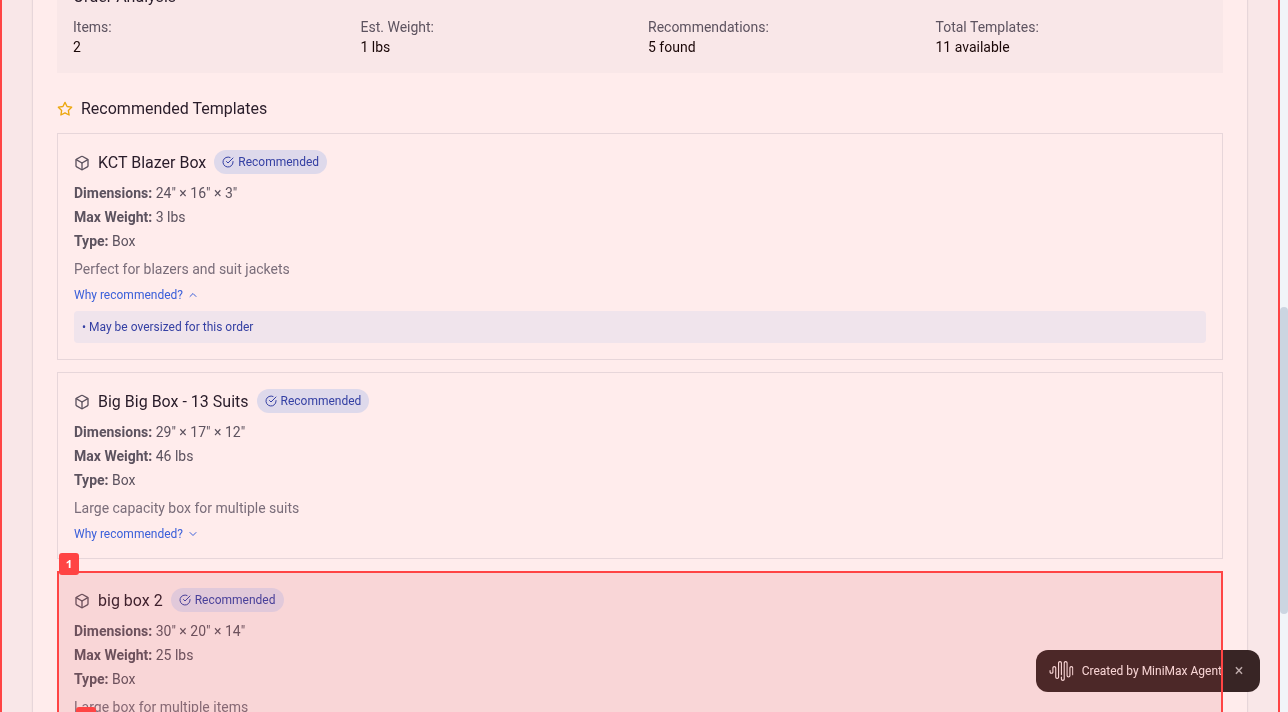 Order Analysis
Items:
2
Est. Weight:
1 lbs
Recommendations:
5 found
Total Templates:
11 available
Recommended Templates
KCT Blazer Box
Recommended
Dimensions: 24" × 16" × 3"
Max Weight: 3 lbs
Type: Box
Perfect for blazers and suit jackets
Why recommended?
• May be oversized for this order
Big Big Box - 13 Suits
Recommended
Dimensions: 29" × 17" × 12"
Max Weight: 46 lbs
Type: Box
Large capacity box for multiple suits
Why recommended?
1
big box 2
Recommended
Dimensions: 30" × 20" × 14"
Max Weight: 25 lbs
Type: Box
Large box for multiple items
Created by MiniMax Agent ×